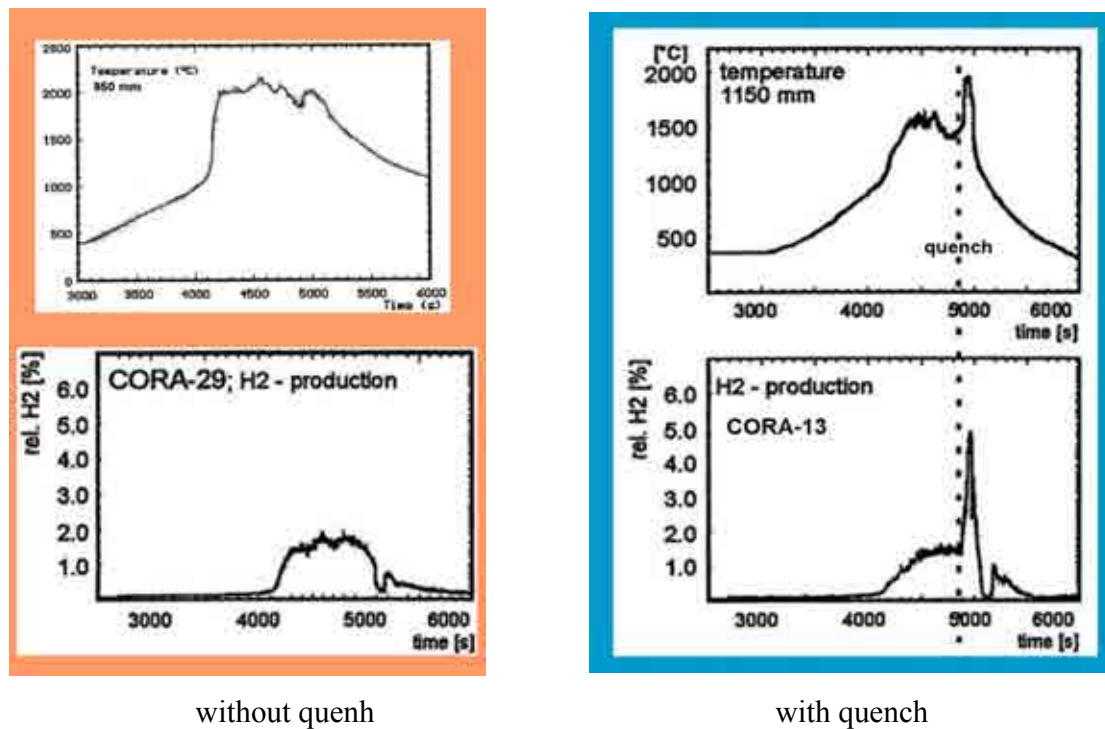 2500
2000
1500
1000
500
0
Temperature (°C)
950 mm
3000 3500 4000 4500 5000 5500 6000
Time (s)
rel. H2 [%]
6.0
5.0
4.0
3.0
2.0
1.0
CORA-29; H2 - production
3000 4000 5000 6000
time [s]
without quenh
[°C]
2000
1500
1000
500
temperature
1150 mm
quench
3000 4000 5000 6000
time [s]
rel. H2 [%]
6.0
5.0
4.0
3.0
2.0
1.0
H2 - production
CORA-13
3000 4000 5000 6000
time [s]
with quench